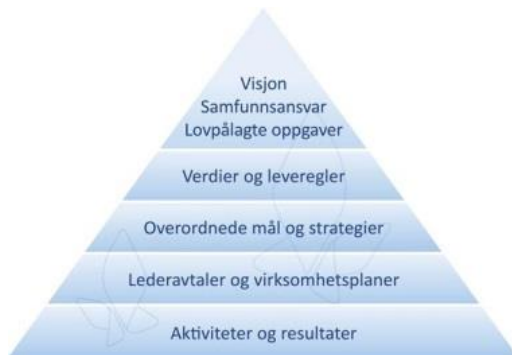 Visjon
Samfunnsansvar
Lovpålagte oppgaver
Verdier og leveregler
Overordnede mål og strategier
Lederavtaler og virksomhetsplaner
Aktiviteter og resultater